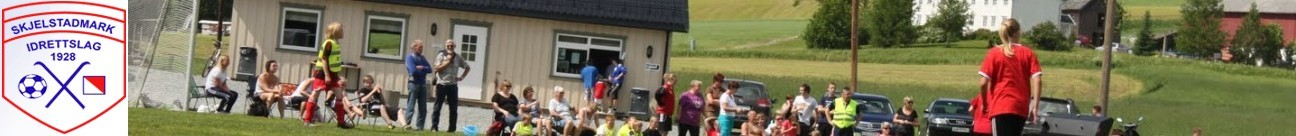 SKJELSTADMARK
IDRETTSLAG
1928